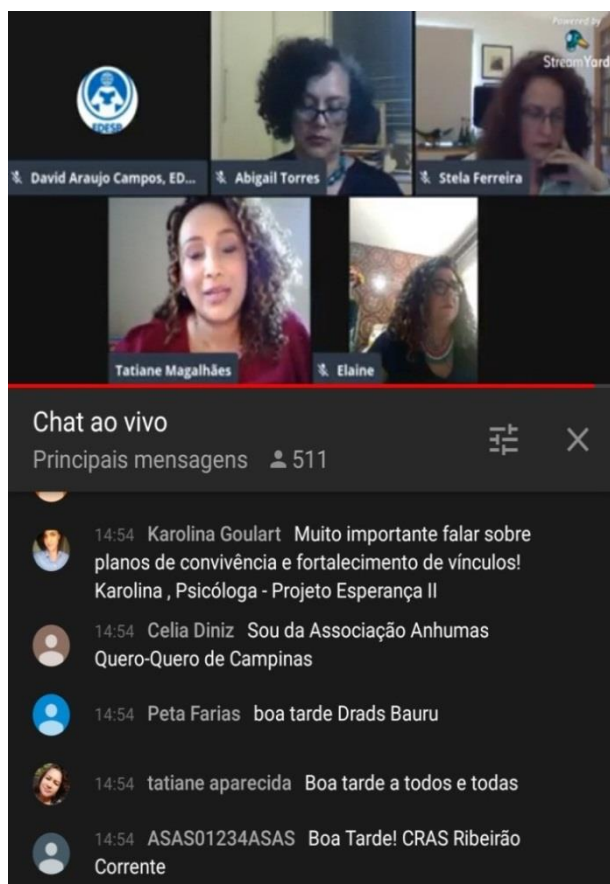 Powered by
StreamYard
EDESP
David Araujo Campos, ED...
Abigail Torres
Stela Ferreira
Tatiane Magalhães
Elaine
Chat ao vivo
Principais mensagens 511
14:54 Karolina Goulart Muito importante falar sobre
planos de convivência e fortalecimento de vínculos!
Karolina , Psicóloga - Projeto Esperança II
14:54 Celia Diniz Sou da Associação Anhumas
Quero-Quero de Campinas
14:54 Peta Farias boa tarde Drads Bauru
14:54 tatiane aparecida Boa tarde a todos e todas
14:54 ASAS01234ASAS Boa Tarde! CRAS Ribeirão
Corrente